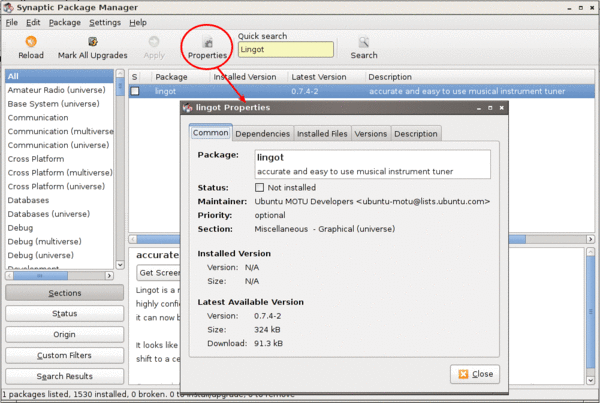 Synaptic Package Manager
File Edit Package Settings Help
Reload
Mark All Upgrades
Apply
Properties
Quick search
Lingot
Search
All
Amateur Radio (universe)
Base System (universe)
Communication
Communication (multiverse
Communication (universe)
Cross Platform
Cross Platform (multiverse)
Cross Platform (universe)
Databases
Databases (universe)
Debug
Debug (multiverse)
Debug (universe)
Development
Sections
Status
Origin
Custom Filters
Search Results
S Package Installed Version Latest Version Description
lingot 0.7.4-2 accurate and easy to use musical instrument tuner
accurate
Get Screen
Lingot is a
highly confi
it can now b
It looks like
shift to a ce
lingot Properties
Common Dependencies Installed Files Versions Description
Package: lingot
accurate and easy to use musical instrument tuner
Status: Not installed
Maintainer: Ubuntu MOTU Developers <ubuntu-motu@lists.ubuntu.com>
Priority: optional
Section: Miscellaneous - Graphical (universe)
Installed Version
Version: N/A
Size: N/A
Latest Available Version
Version: 0.7.4-2
Size: 324 kB
Download: 91.3 kB
Close
1 packages listed, 1530 installed, 0 broken. 0 to install/upgrade, 0 to remove